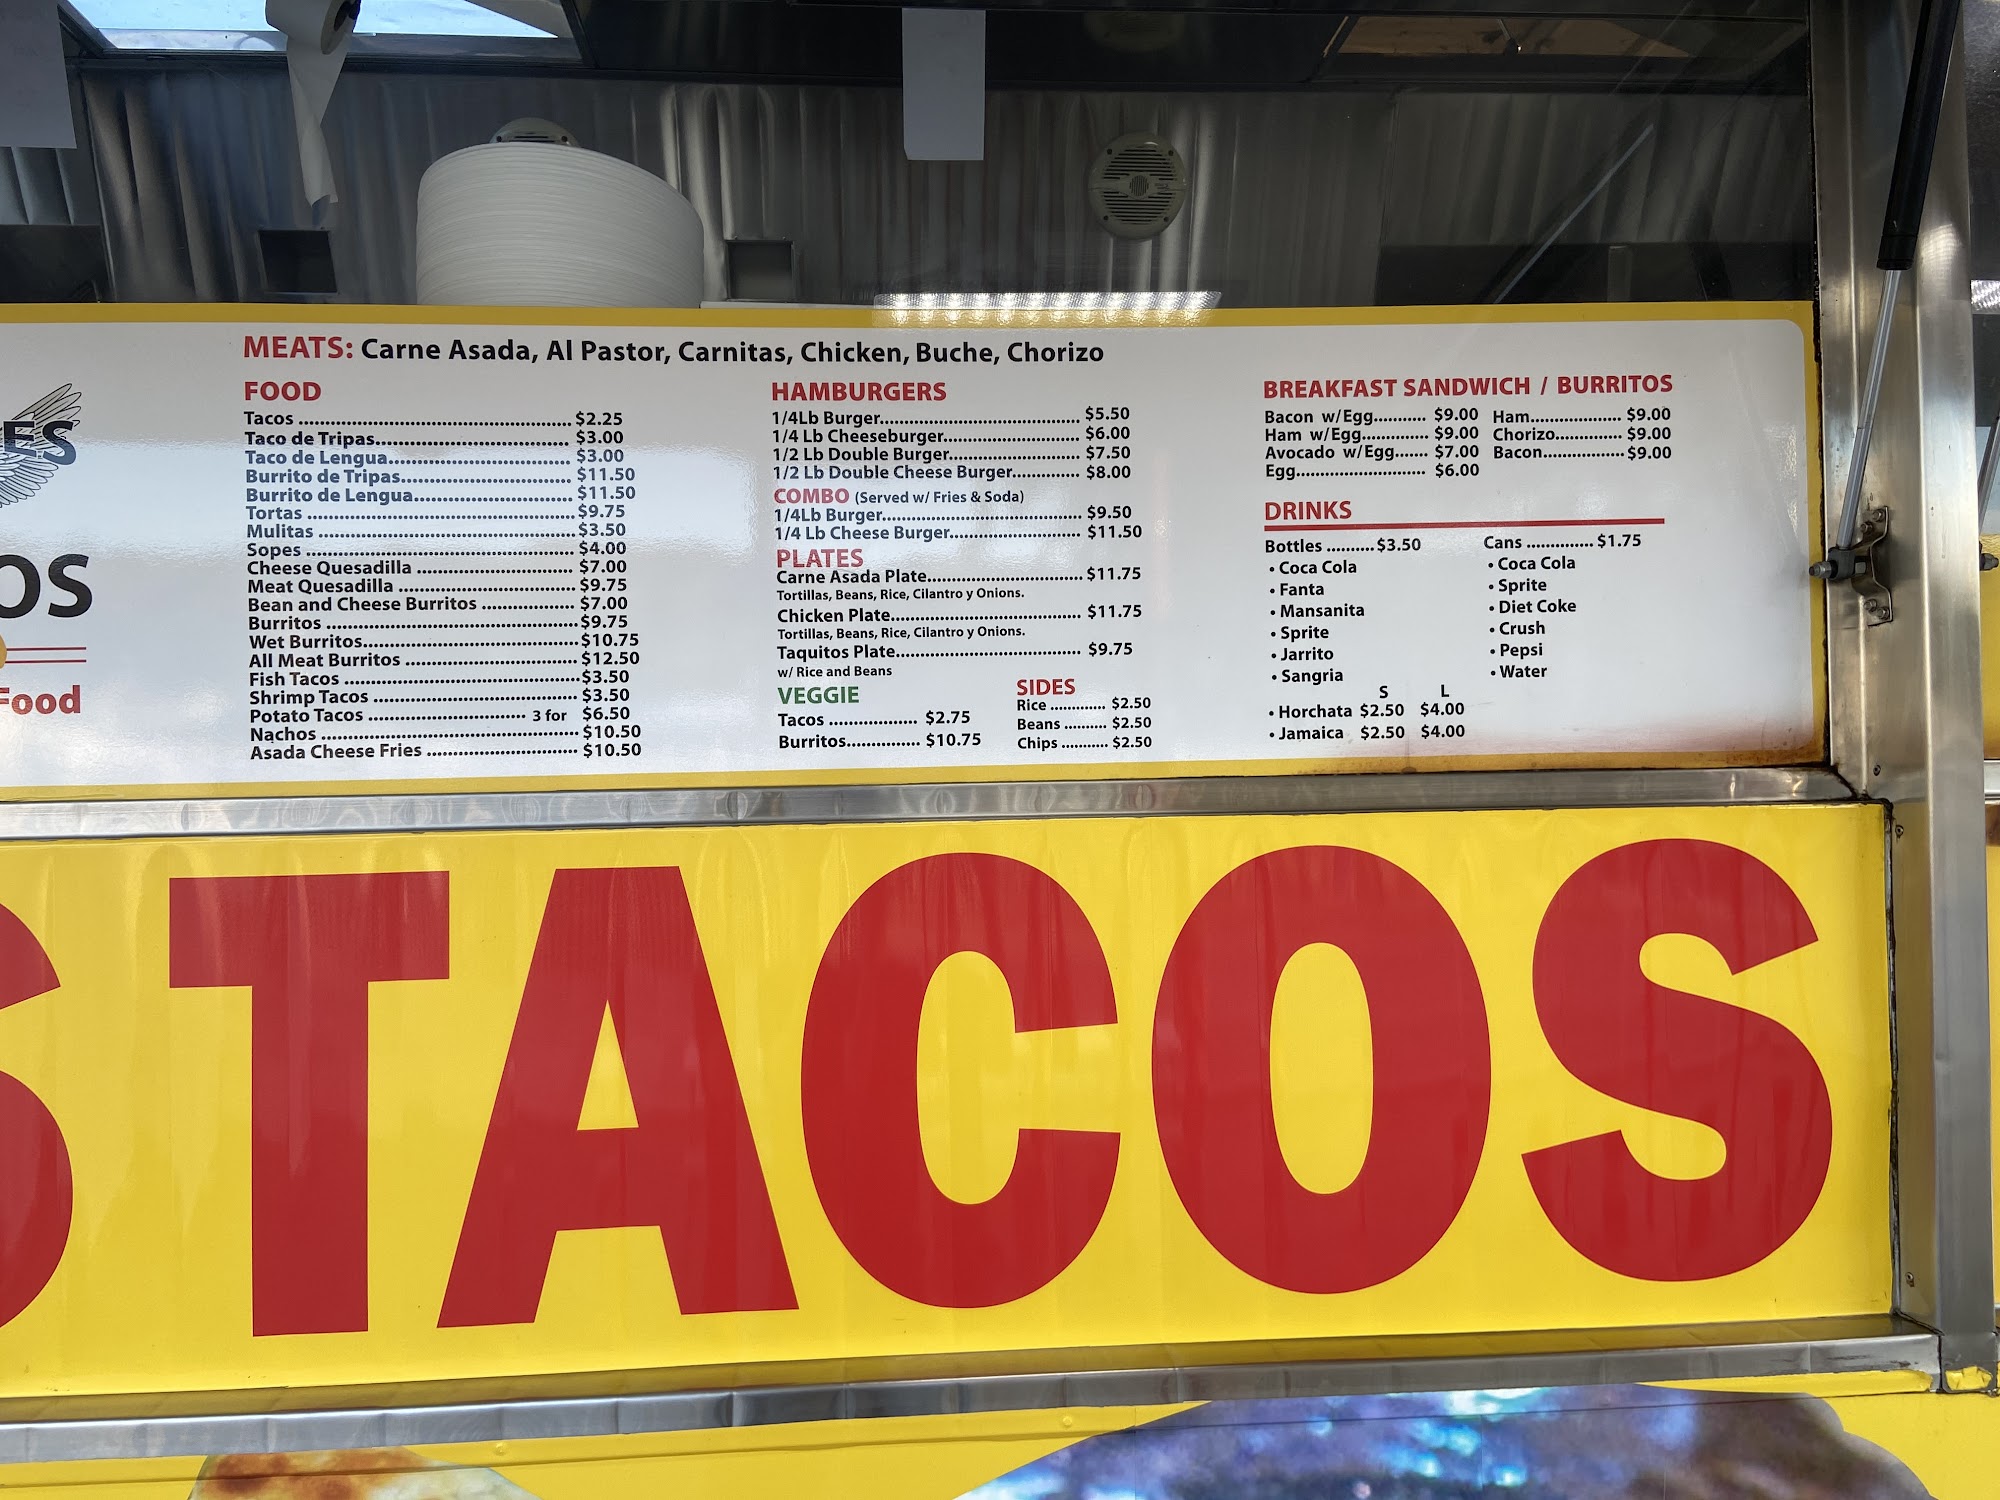 ES
OS
Food
MEATS: Carne Asada, Al Pastor, Carnitas, Chicken, Buche, Chorizo
FOOD
Tacos ........ $2.25
Taco de Tripas........ $3.00
Taco de Lengua........ $3.00
Burrito de Tripas........ $11.50
Burrito de Lengua........ $11.50
Tortas ........ $9.75
Mulitas ........ $3.50
Sopes ........ $4.00
Cheese Quesadilla ........ $7.00
Meat Quesadilla ........ $9.75
Bean and Cheese Burritos ........ $7.00
Burritos ........ $9.75
Wet Burritos........ $10.75
All Meat Burritos ........ $12.50
Fish Tacos ........ $3.50
Shrimp Tacos ........ $3.50
Potato Tacos ........ 3 for $6.50
Nachos ........ $10.50
Asada Cheese Fries ........ $10.50
HAMBURGERS
1/4Lb Burger........ $5.50
1/4 Lb Cheeseburger........ $6.00
1/2 Lb Double Burger........ $7.50
1/2 Lb Double Cheese Burger........ $8.00
COMBO (Served w/ Fries & Soda)
1/4Lb Burger........ $9.50
1/4 Lb Cheese Burger........ $11.50
PLATES
Carne Asada Plate........ $11.75
Tortillas, Beans, Rice, Cilantro y Onions.
Chicken Plate........ $11.75
Tortillas, Beans, Rice, Cilantro y Onions.
Taquitos Plate........ $9.75
w/ Rice and Beans
VEGGIE
Tacos ........ $2.75
Burritos........ $10.75
SIDES
Rice ........ $2.50
Beans ........ $2.50
Chips ........ $2.50
BREAKFAST SANDWICH / BURRITOS
Bacon w/Egg........ $9.00 Ham........ $9.00
Ham w/Egg........ $9.00 Chorizo........ $9.00
Avocado w/Egg....... $7.00 Bacon........ $9.00
Egg........ $6.00
DRINKS
Bottles ........ $3.50
• Coca Cola
• Fanta
• Mansanita
• Sprite
• Jarrito
• Sangria
S L
• Horchata $2.50 $4.00
• Jamaica $2.50 $4.00
Cans ........ $1.75
• Coca Cola
• Sprite
• Diet Coke
• Crush
• Pepsi
• Water
S TACOS